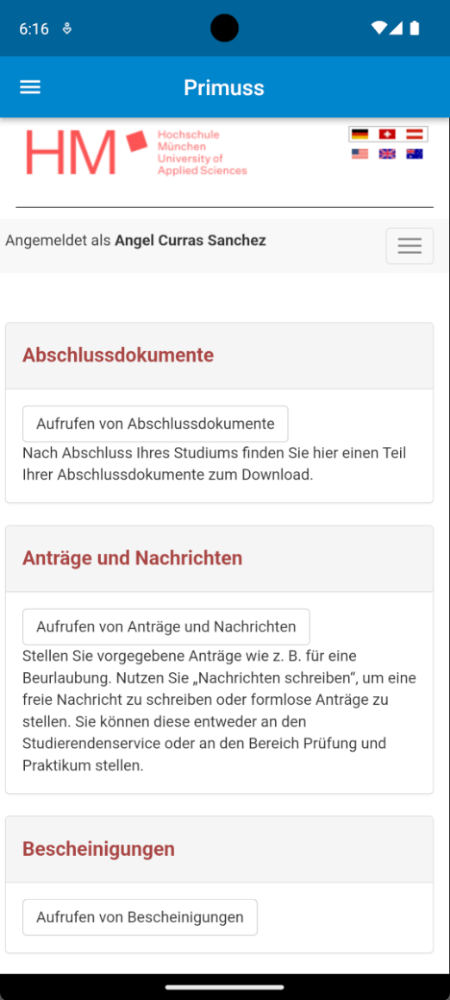 6:16
Primuss
HM
Hochschule
München
University of
Applied Sciences
Angemeldet als Angel Curras Sanchez
Abschlussdokumente
Aufrufen von Abschlussdokumente
Nach Abschluss Ihres Studiums finden Sie hier einen Teil
Ihrer Abschlussdokumente zum Download.
Anträge und Nachrichten
Aufrufen von Anträge und Nachrichten
Stellen Sie vorgegebene Anträge wie z. B. für eine
Beurlaubung. Nutzen Sie „Nachrichten schreiben“, um eine
freie Nachricht zu schreiben oder formlose Anträge zu
stellen. Sie können diese entweder an den
Studierendenservice oder an den Bereich Prüfung und
Praktikum stellen.
Bescheinigungen
Aufrufen von Bescheinigungen